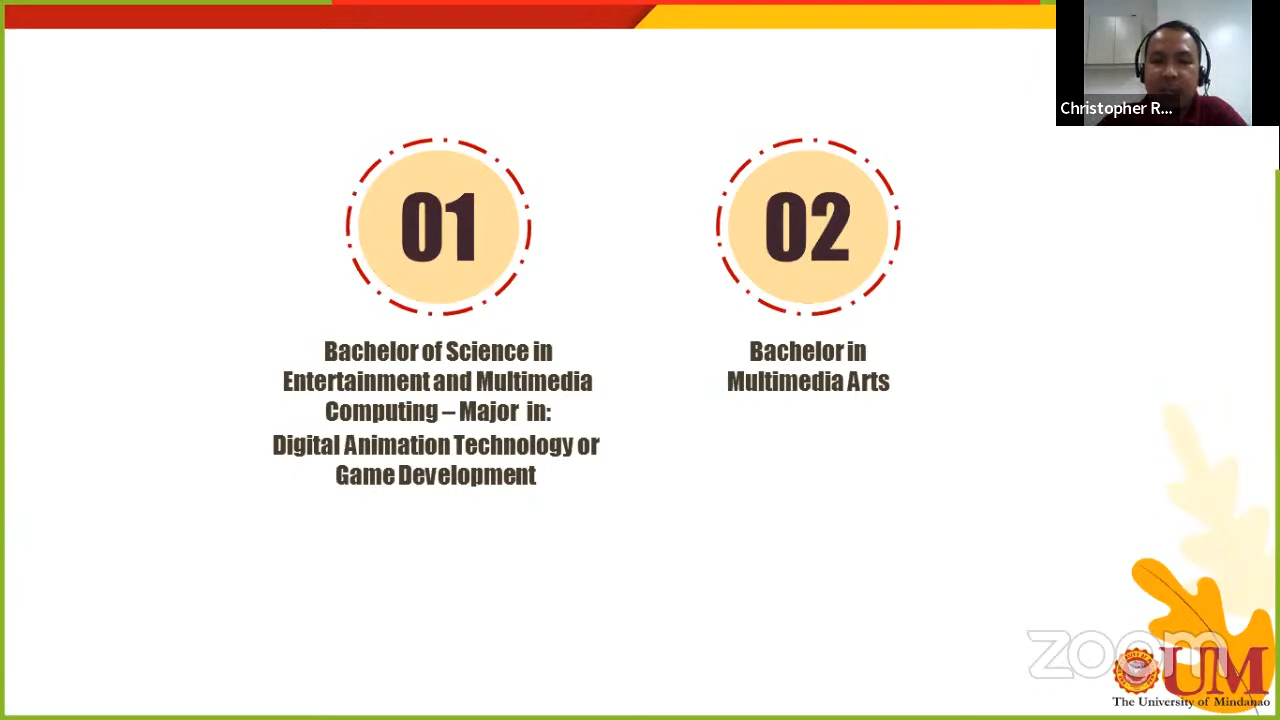 Christopher R...
01
02
Bachelor of Science in
Entertainment and Multimedia
Computing – Major in:
Digital Animation Technology or
Game Development
Bachelor in
Multimedia Arts
zoom
UM
The University of Mindanao